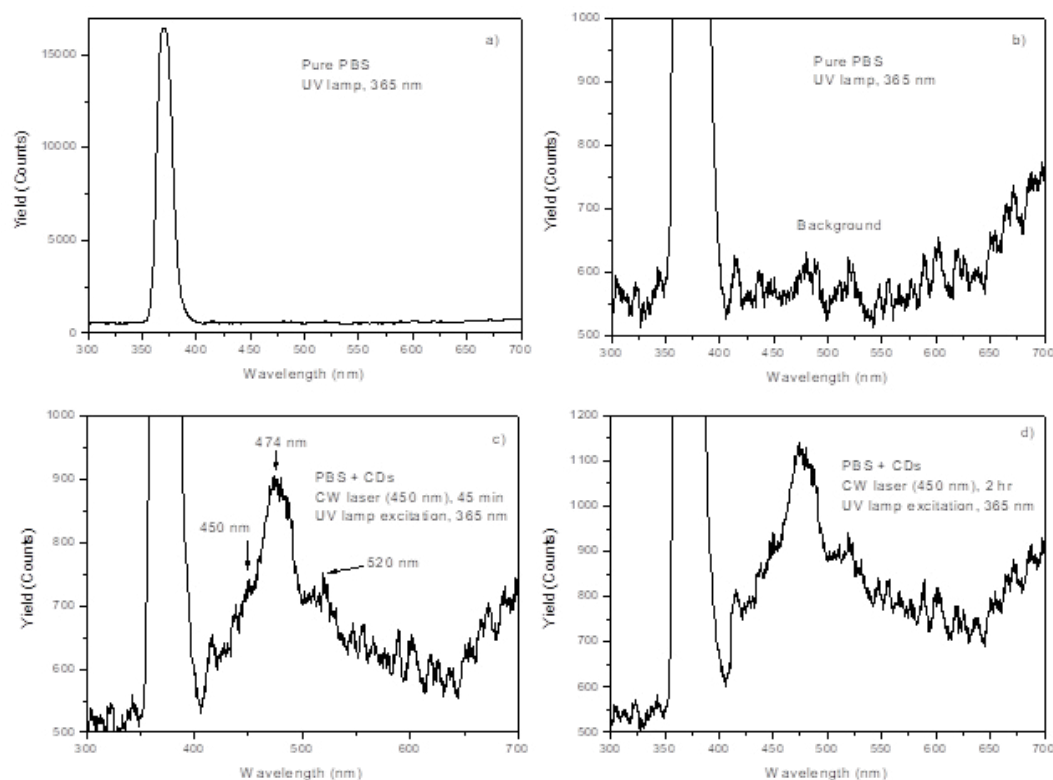 a)
Pure PBS
UV lamp, 365 nm
15000
10000
5000
0
Yield (Counts)
300 350 400 450 500 550 600 650 700
Wavelength (nm)
b)
Pure PBS
UV lamp, 365 nm
Background
1000
900
800
700
600
500
Yield (Counts)
300 350 400 450 500 550 600 650 700
Wavelength (nm)
c)
474 nm
PBS + CDs
CW laser (450 nm), 45 min
UV lamp excitation, 365 nm
450 nm
520 nm
1000
900
800
700
600
500
Yield (Counts)
300 400 500 600 700
Wavelength (nm)
d)
PBS + CDs
CW laser (450 nm), 2 hr
UV lamp excitation, 365 nm
1200
1100
1000
900
800
700
600
500
Yield (Counts)
300 350 400 450 500 550 600 650 700
Wavelength (nm)